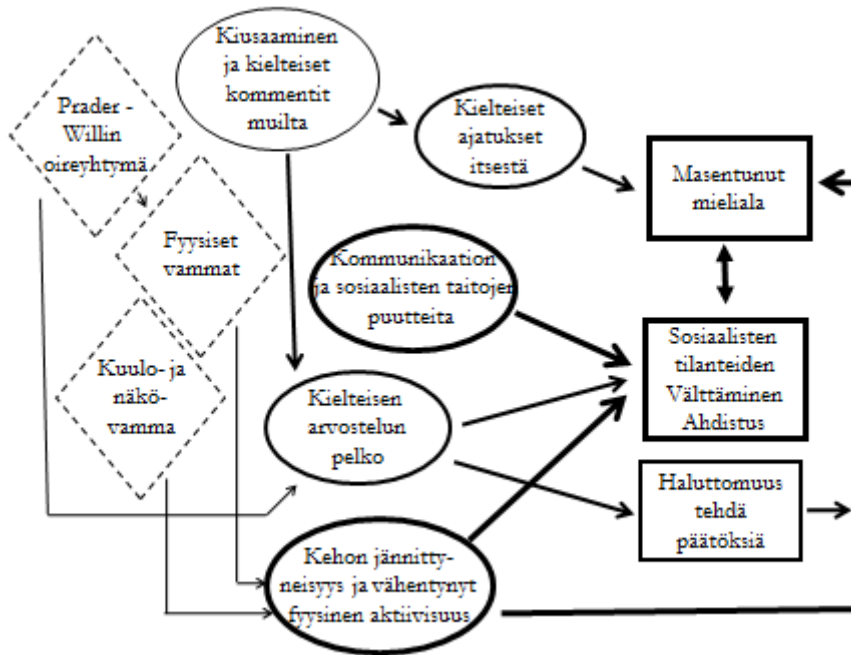 Kiusaaminen
ja kielteiset
kommentit
muilta
Prader -
Willin
oireyhtymä
Kielteiset
ajatukset
itsestä
Masentunut
mieliala
Fyysiset
vammat
Kommunikaation
ja sosiaalisten taitojen
puutteita
Sosiaalisten
tilanteiden
Välttäminen
Ahdistus
Kuulo- ja
näkö-
vamma
Kielteisen
arvostelun
pelko
Haluttomuus
tehdä
päätöksiä
Kehon jännitty-
neisyys ja vähentynyt
fyysinen aktiivisuus